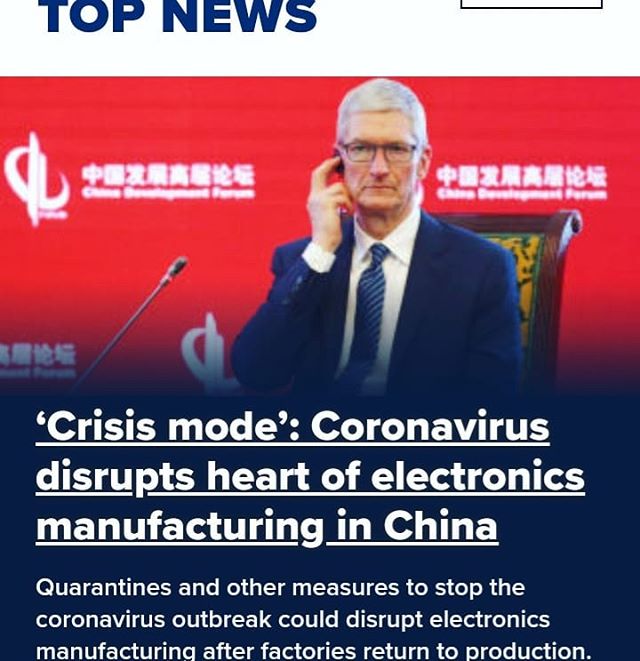 TOP NEWS
中国发展高层论坛
China Development Forum
中国发展高层论坛
China Development Forum
高层论坛
ment Forum
‘Crisis mode’: Coronavirus
disrupts heart of electronics
manufacturing in China
Quarantines and other measures to stop the
coronavirus outbreak could disrupt electronics
manufacturing after factories return to production.